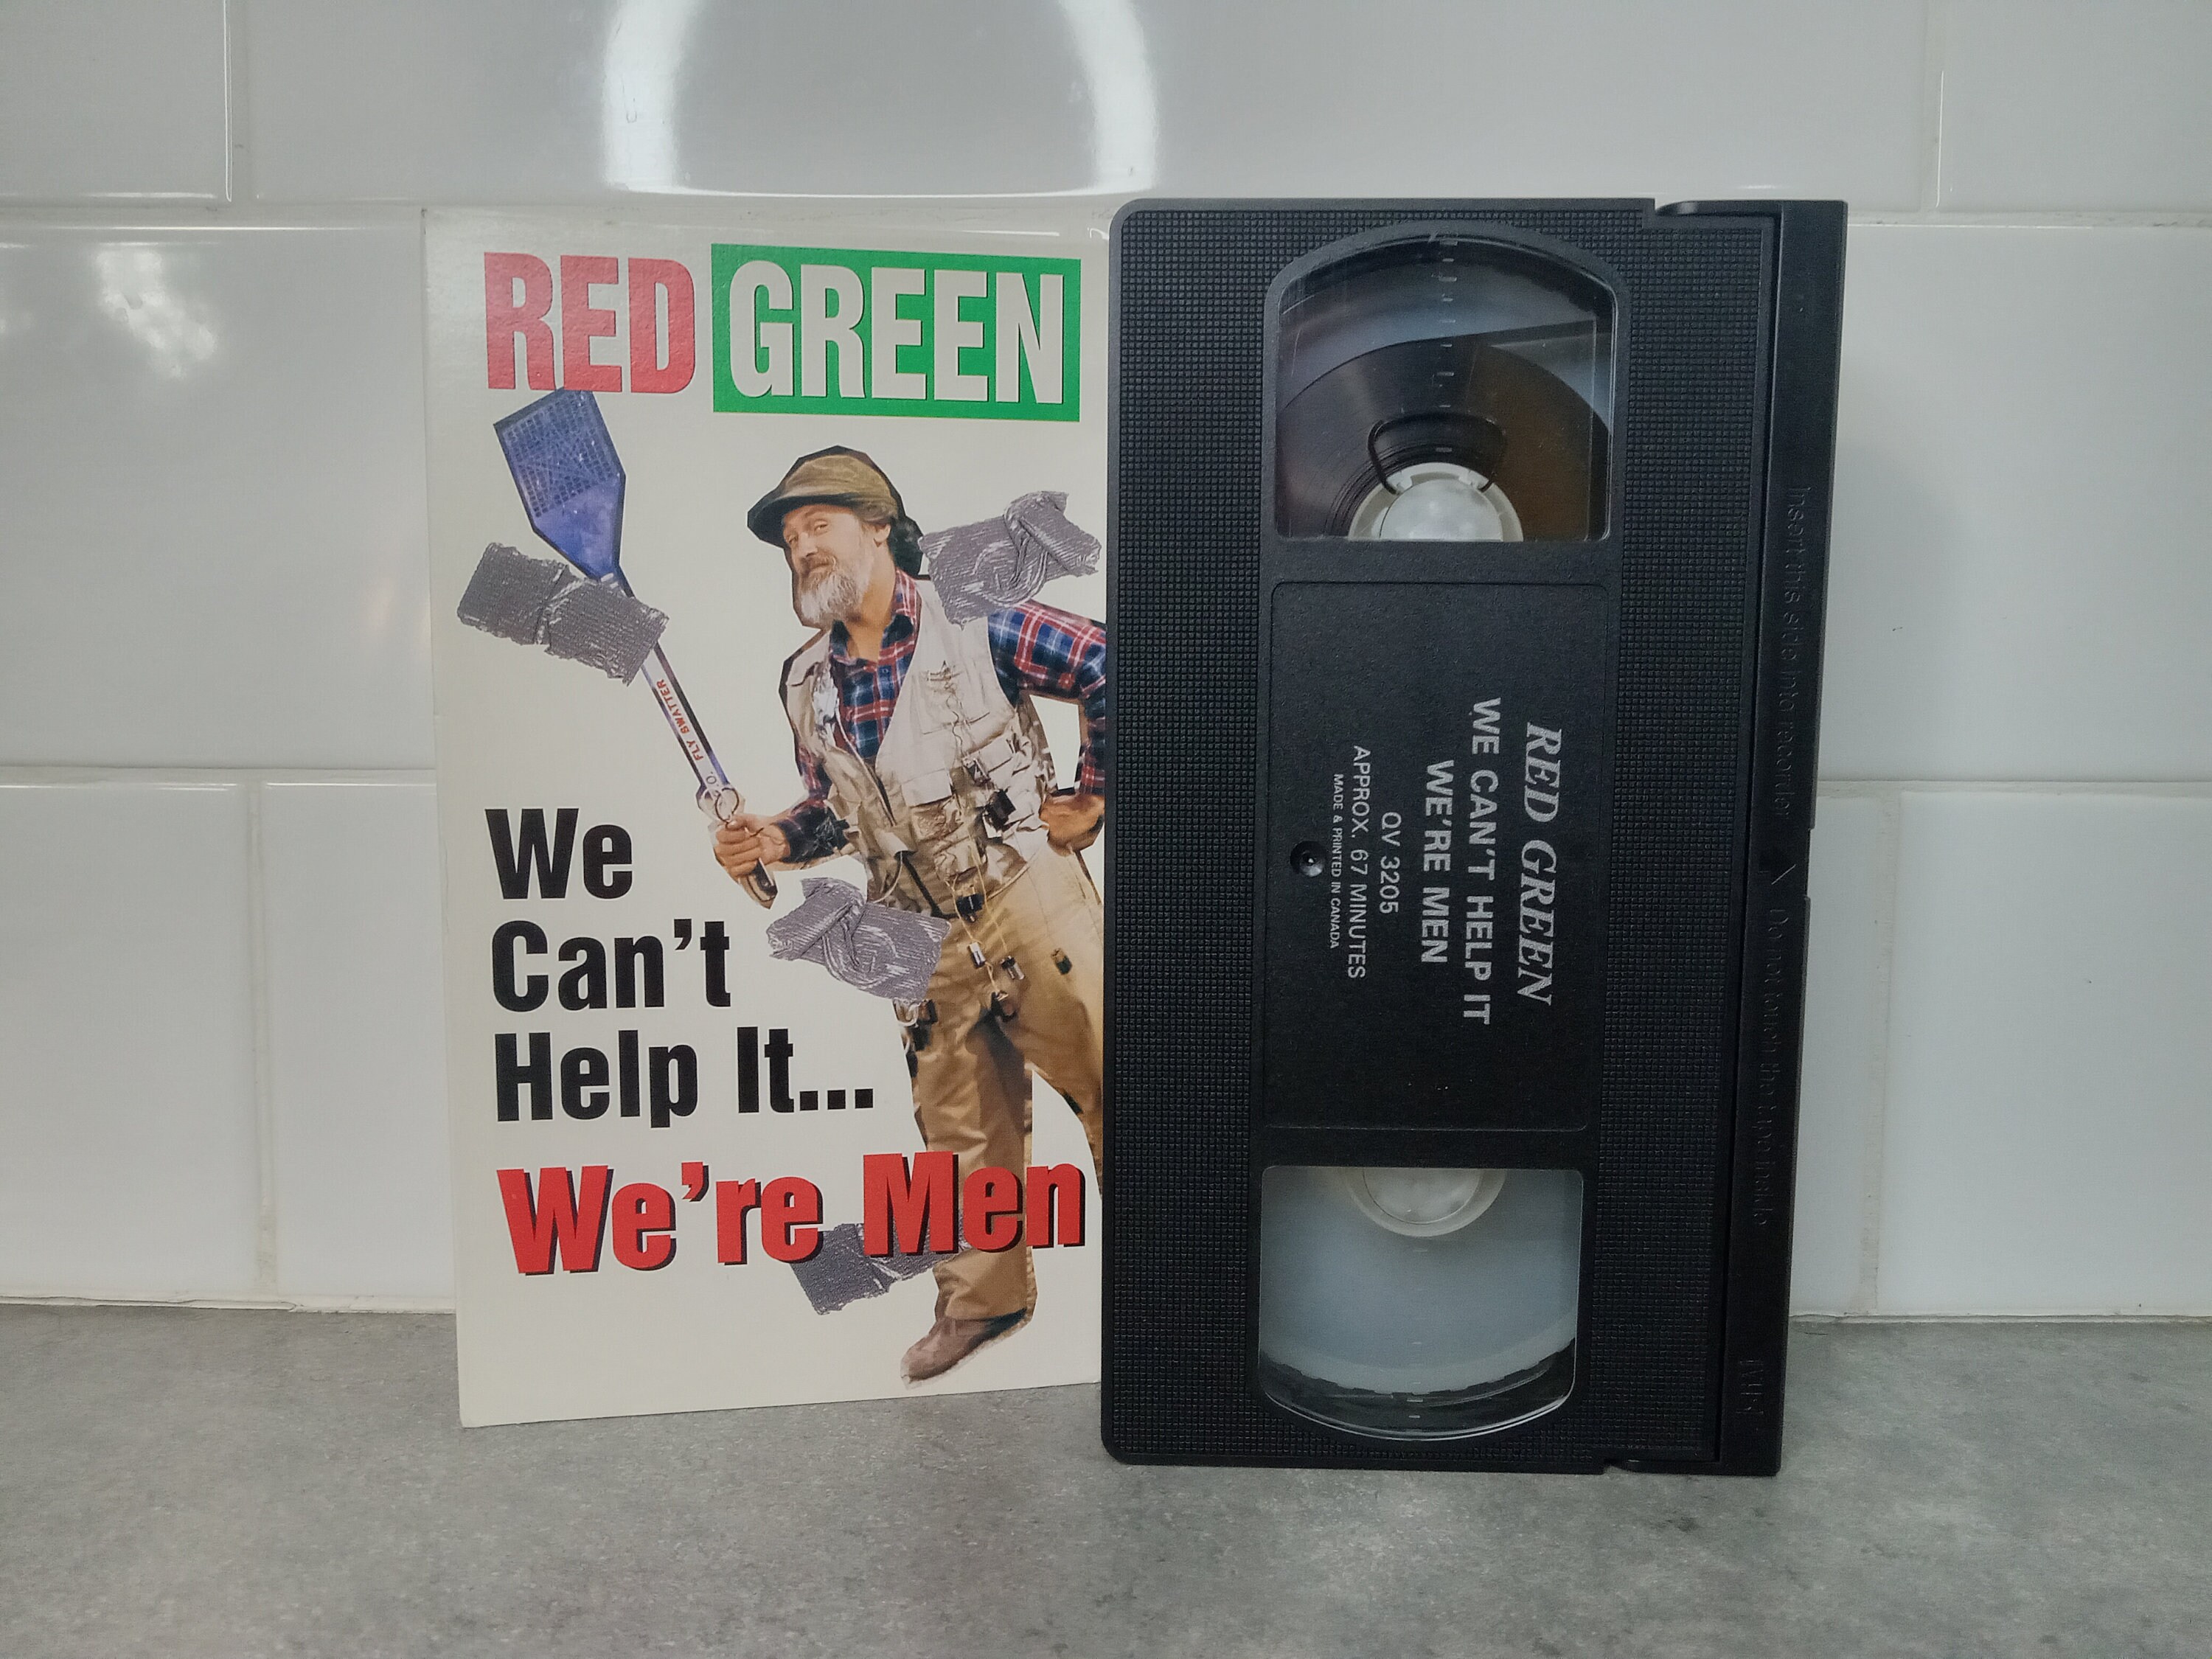 RED GREEN
FLY SWATTER
We
Can't
Help It...
We're Men
RED GREEN
WE CAN'T HELP IT
WE'RE MEN
QV 3205
APPROX. 67 MINUTES
MADE & PRINTED IN CANADA
Insert this side into recorder
Do not touch the tape inside
VHS